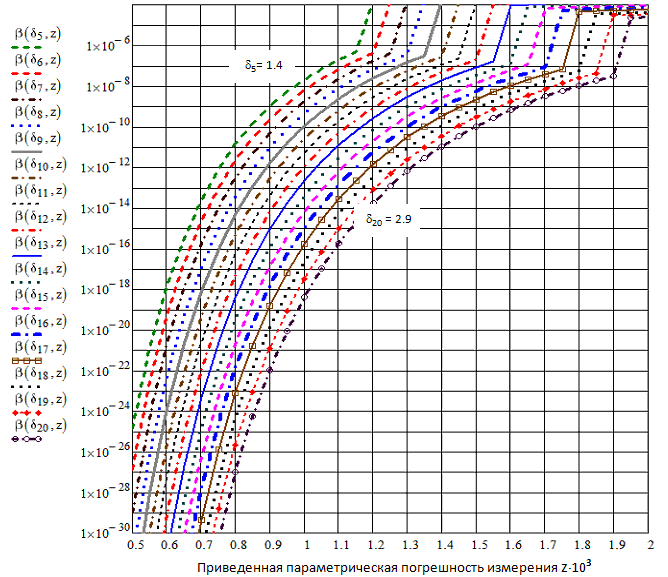 β(δ5,z)
β(δ6,z)
β(δ7,z)
β(δ8,z)
β(δ9,z)
β(δ10,z)
β(δ11,z)
β(δ12,z)
β(δ13,z)
β(δ14,z)
β(δ15,z)
β(δ16,z)
β(δ17,z)
β(δ18,z)
β(δ19,z)
β(δ20,z)
1×10⁻⁶
1×10⁻⁸
1×10⁻¹⁰
1×10⁻¹²
1×10⁻¹⁴
1×10⁻¹⁶
1×10⁻¹⁸
1×10⁻²⁰
1×10⁻²²
1×10⁻²⁴
1×10⁻²⁶
1×10⁻²⁸
1×10⁻³⁰
δ5= 1.4
δ20 = 2.9
0.5 0.6 0.7 0.8 0.9 1 1.1 1.2 1.3 1.4 1.5 1.6 1.7 1.8 1.9 2
Приведенная параметрическая погрешность измерения z·10³